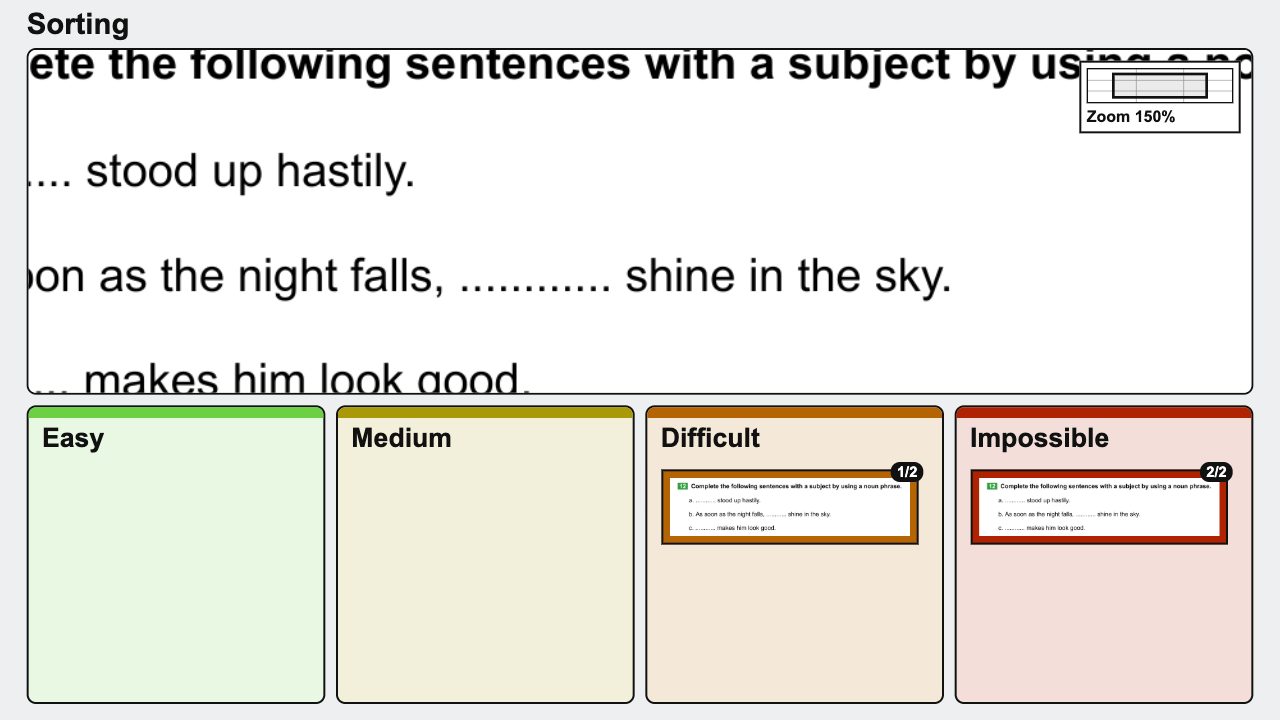 Sorting
ete the following sentences with a subject by using a no
Zoom 150%
.... stood up hastily.
oon as the night falls, ............ shine in the sky.
... makes him look good.
Easy
Medium
Difficult
Impossible
1/2
12 Complete the following sentences with a subject by using a noun phrase.
a. ............ stood up hastily.
b. As soon as the night falls, ............ shine in the sky.
c. ............ makes him look good.
2/2
12 Complete the following sentences with a subject by using a noun phrase.
a. ............ stood up hastily.
b. As soon as the night falls, ............ shine in the sky.
c. ............ makes him look good.